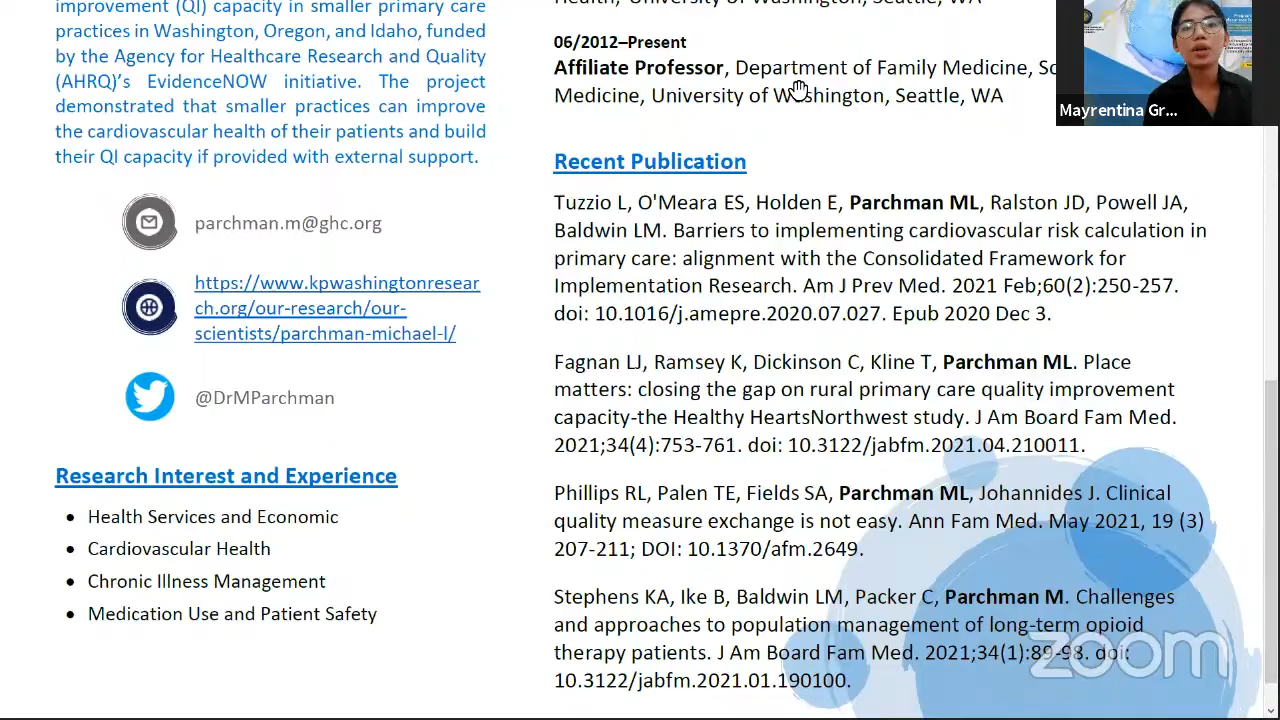 improvement (QI) capacity in smaller primary care
practices in Washington, Oregon, and Idaho, funded
by the Agency for Healthcare Research and Quality
(AHRQ)'s EvidenceNOW initiative. The project
demonstrated that smaller practices can improve
the cardiovascular health of their patients and build
their QI capacity if provided with external support.
parchman.m@ghc.org
https://www.kpwashingtonresear
ch.org/our-research/our-
scientists/parchman-michael-l/
@DrMParchman
Research Interest and Experience
• Health Services and Economic
• Cardiovascular Health
• Chronic Illness Management
• Medication Use and Patient Safety
Health, University of Washington, Seattle, WA
06/2012–Present
Affiliate Professor, Department of Family Medicine,
Medicine, University of Washington, Seattle, WA
Recent Publication
Tuzzio L, O'Meara ES, Holden E, Parchman ML, Ralston JD, Powell JA,
Baldwin LM. Barriers to implementing cardiovascular risk calculation in
primary care: alignment with the Consolidated Framework for
Implementation Research. Am J Prev Med. 2021 Feb;60(2):250-257.
doi: 10.1016/j.amepre.2020.07.027. Epub 2020 Dec 3.
Fagnan LJ, Ramsey K, Dickinson C, Kline T, Parchman ML. Place
matters: closing the gap on rural primary care quality improvement
capacity-the Healthy HeartsNorthwest study. J Am Board Fam Med.
2021;34(4):753-761. doi: 10.3122/jabfm.2021.04.210011.
Phillips RL, Palen TE, Fields SA, Parchman ML, Johannides J. Clinical
quality measure exchange is not easy. Ann Fam Med. May 2021, 19 (3)
207-211; DOI: 10.1370/afm.2649.
Stephens KA, Ike B, Baldwin LM, Packer C, Parchman M. Challenges
and approaches to population management of long-term opioid
therapy patients. J Am Board Fam Med. 2021;34(1):89-98. doi:
10.3122/jabfm.2021.01.190100.
Mayrentina Gr...
zoom